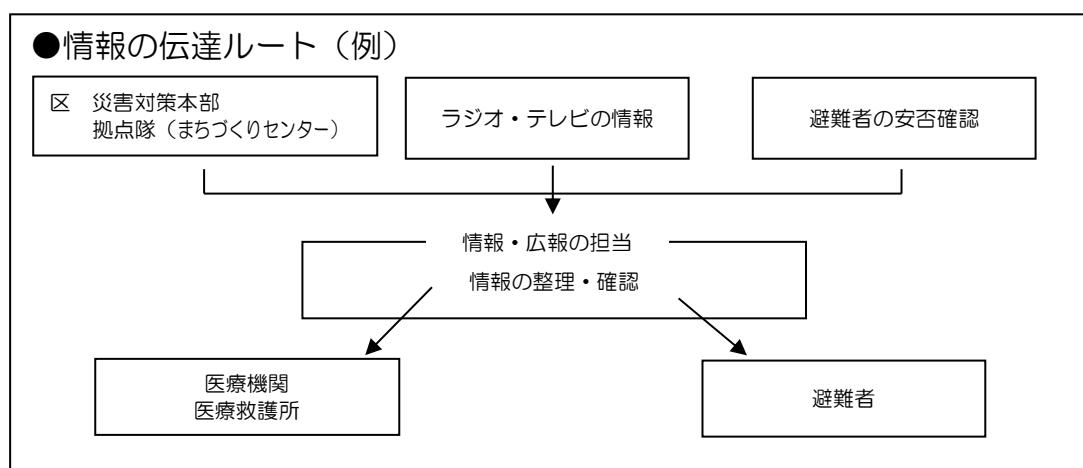 ●情報の伝達ルート（例）
区　災害対策本部
拠点隊（まちづくりセンター）
ラジオ・テレビの情報
避難者の安否確認
情報・広報の担当
情報の整理・確認
医療機関
医療救護所
避難者